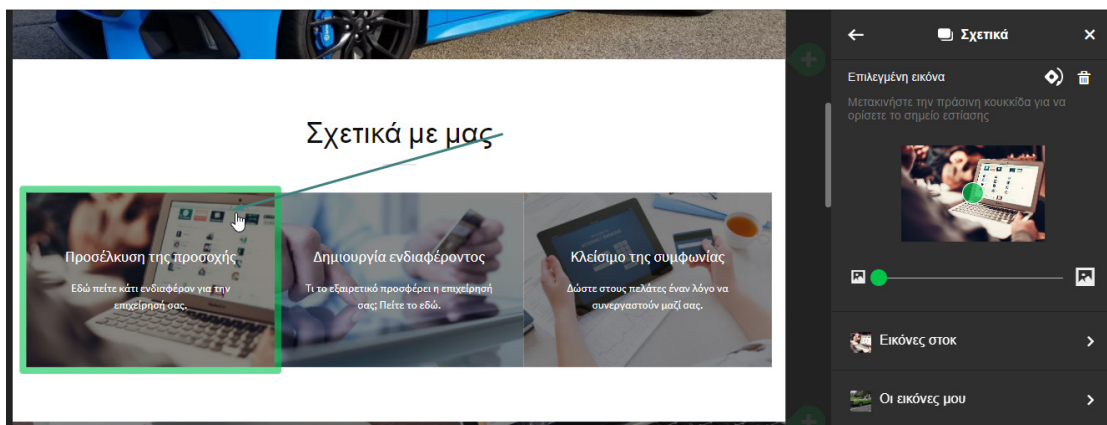 Σχετικά
Επιλεγμένη εικόνα
Μετακινήστε την πράσινη κουκκίδα για να
ορίσετε το σημείο εστίασης
Σχετικά με μας
Προσέλκυση της προσοχής
Εδώ πείτε κάτι ενδιαφέρον για την
επιχείρησή σας.
Δημιουργία ενδιαφέροντος
Τι το εξαιρετικό προσφέρει η επιχείρησή
σας; Πείτε το εδώ.
Κλείσιμο της συμφωνίας
Δώστε στους πελάτες έναν λόγο να
συνεργαστούν μαζί σας.
Εικόνες στοκ
Οι εικόνες μου